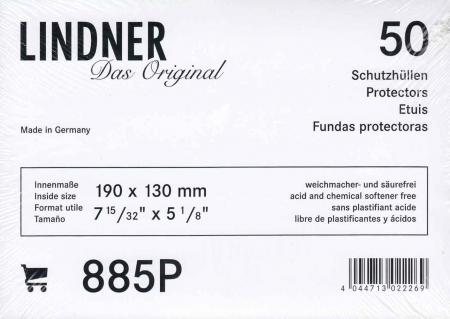 LINDNER
Das Original
50
Schutzhüllen
Protectors
Etuis
Fundas protectoras
Made in Germany
Innenmaße
Inside size
Format utile
Tamaño
190 x 130 mm
7 15/32" x 5 1/8"
weichmacher- und säurefrei
acid and chemical softener free
sans plastifiant acide
libre de plastificantes y ácidos
885P
4 044713 022269